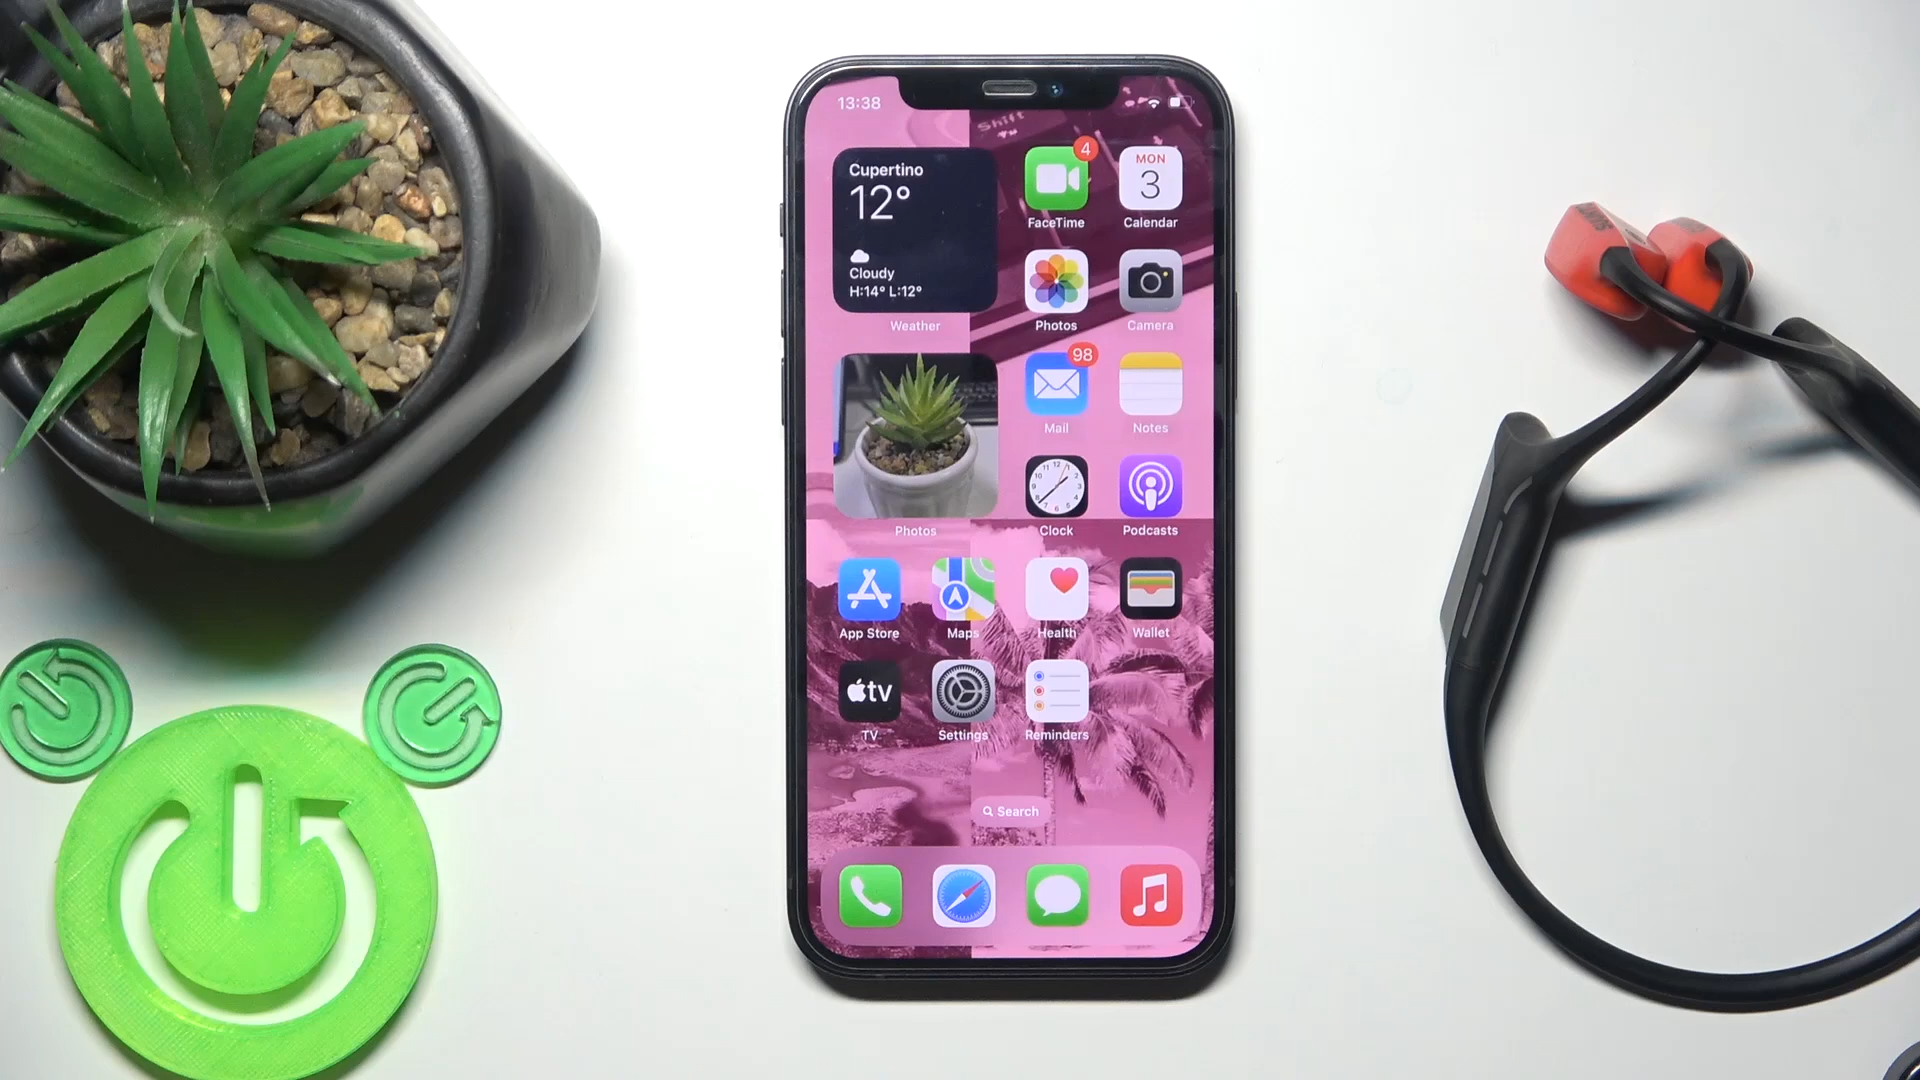 13:38
Shift
Cupertino
12°
Cloudy
H:14° L:12°
Weather
4
FaceTime
MON
3
Calendar
Photos
Camera
98
Mail
Notes
Photos
Clock
Podcasts
App Store
Maps
Health
Wallet
tv
TV
Settings
Reminders
Search